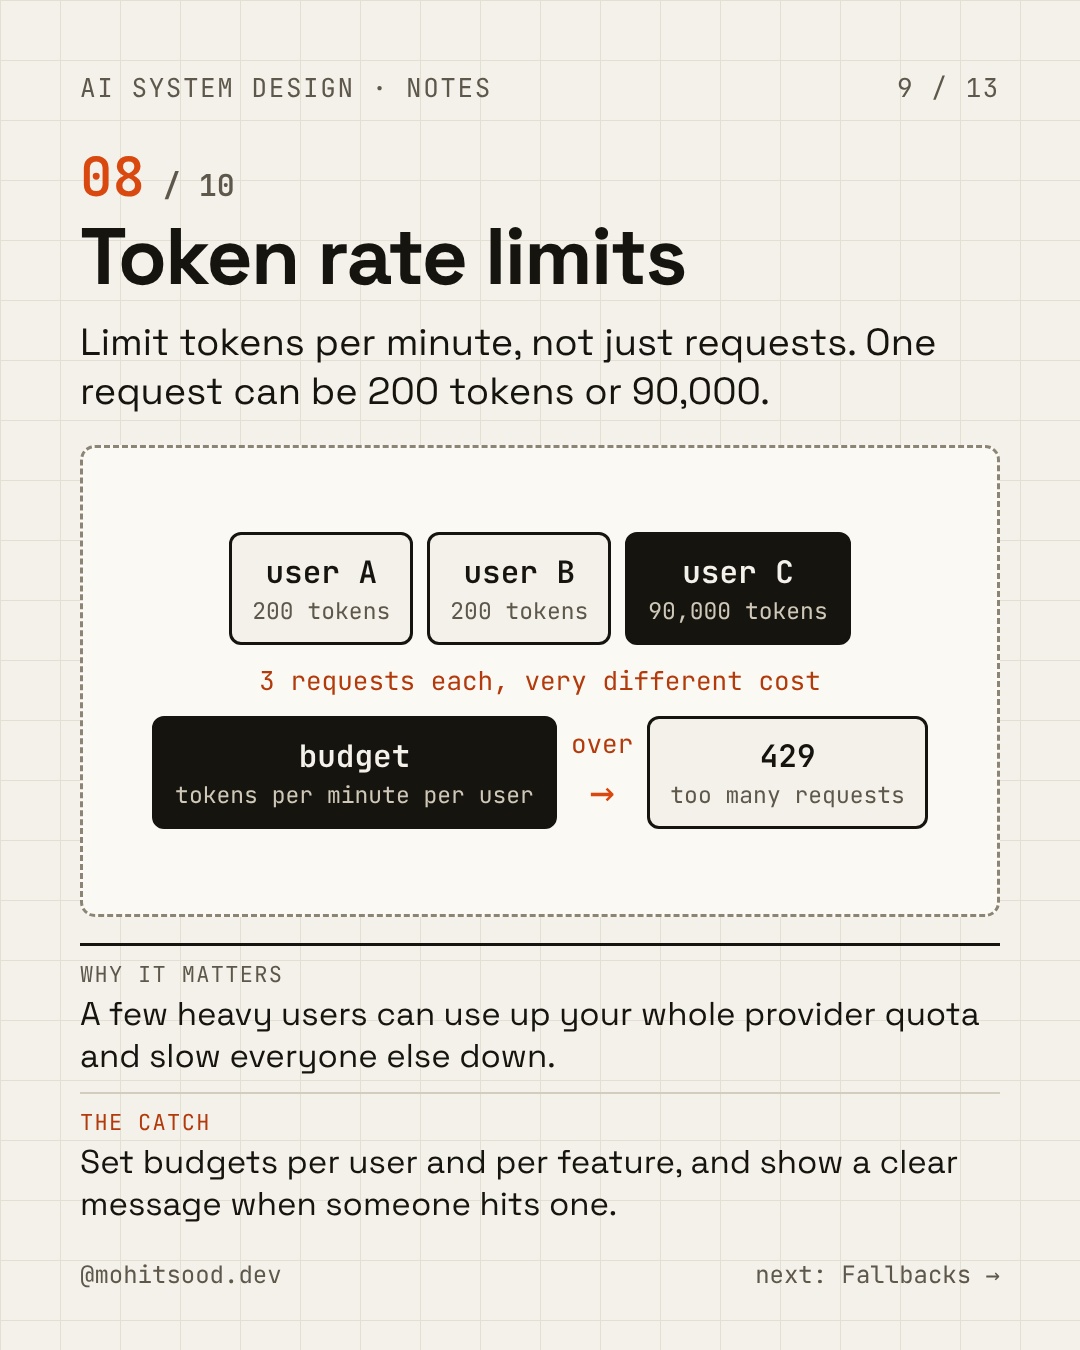 AI SYSTEM DESIGN · NOTES
9 / 13
08 / 10
Token rate limits
Limit tokens per minute, not just requests. One
request can be 200 tokens or 90,000.
user A
200 tokens
user B
200 tokens
user C
90,000 tokens
3 requests each, very different cost
budget
tokens per minute per user
over
→
429
too many requests
WHY IT MATTERS
A few heavy users can use up your whole provider quota
and slow everyone else down.
THE CATCH
Set budgets per user and per feature, and show a clear
message when someone hits one.
@mohitsood.dev
next: Fallbacks →